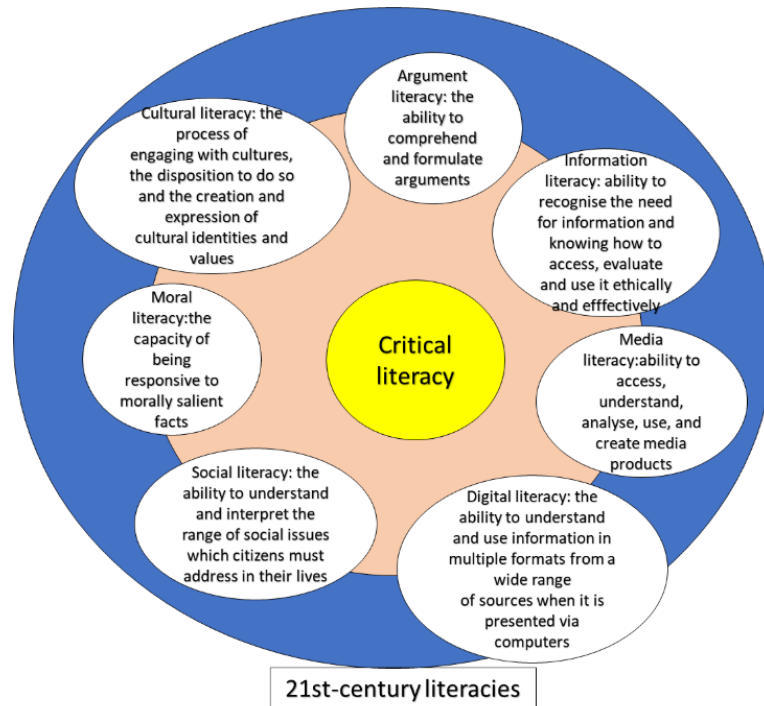 Argument
literacy: the
ability to
comprehend
and formulate
arguments
Cultural literacy: the
process of
engaging with cultures,
the disposition to do so
and the creation and
expression of
cultural identities and
values
Information
literacy: ability to
recognise the need
for information and
knowing how to
access, evaluate
and use it ethically
and efffectively
Moral
literacy:the
capacity of
being
responsive to
morally salient
facts
Critical
literacy
Media
literacy:ability to
access,
understand,
analyse, use, and
create media
products
Social literacy: the
ability to understand
and interpret the
range of social issues
which citizens must
address in their lives
Digital literacy: the
ability to understand
and use information in
multiple formats from a
wide range
of sources when it is
presented via
computers
21st-century literacies